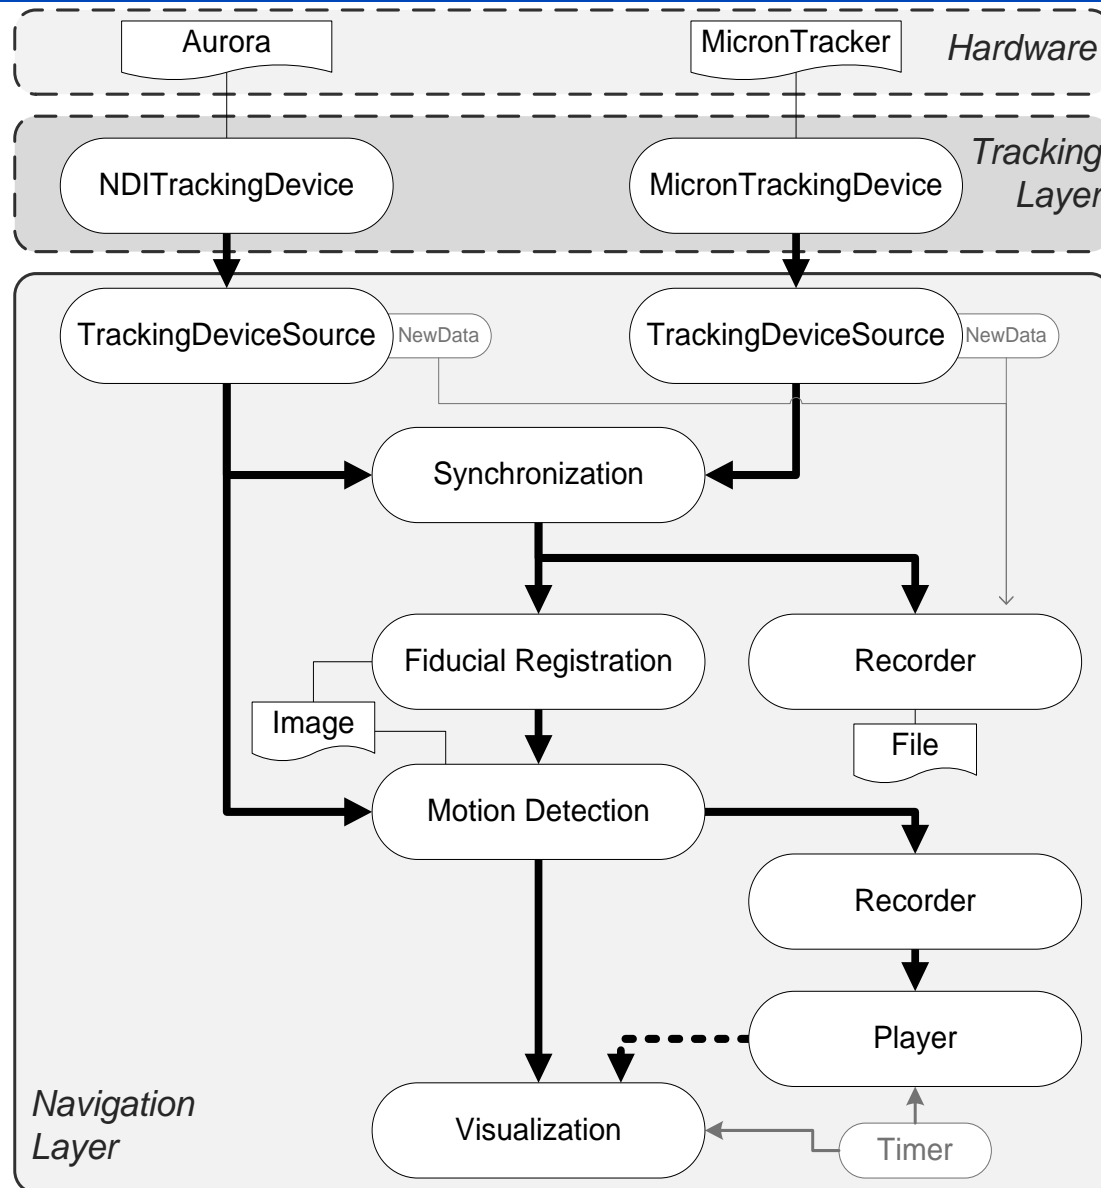 Aurora
MicronTracker
Hardware
NDITrackingDevice
MicronTrackingDevice
Tracking
Layer
TrackingDeviceSource
NewData
TrackingDeviceSource
NewData
Synchronization
Fiducial Registration
Recorder
Image
File
Motion Detection
Recorder
Player
Navigation
Layer
Visualization
Timer